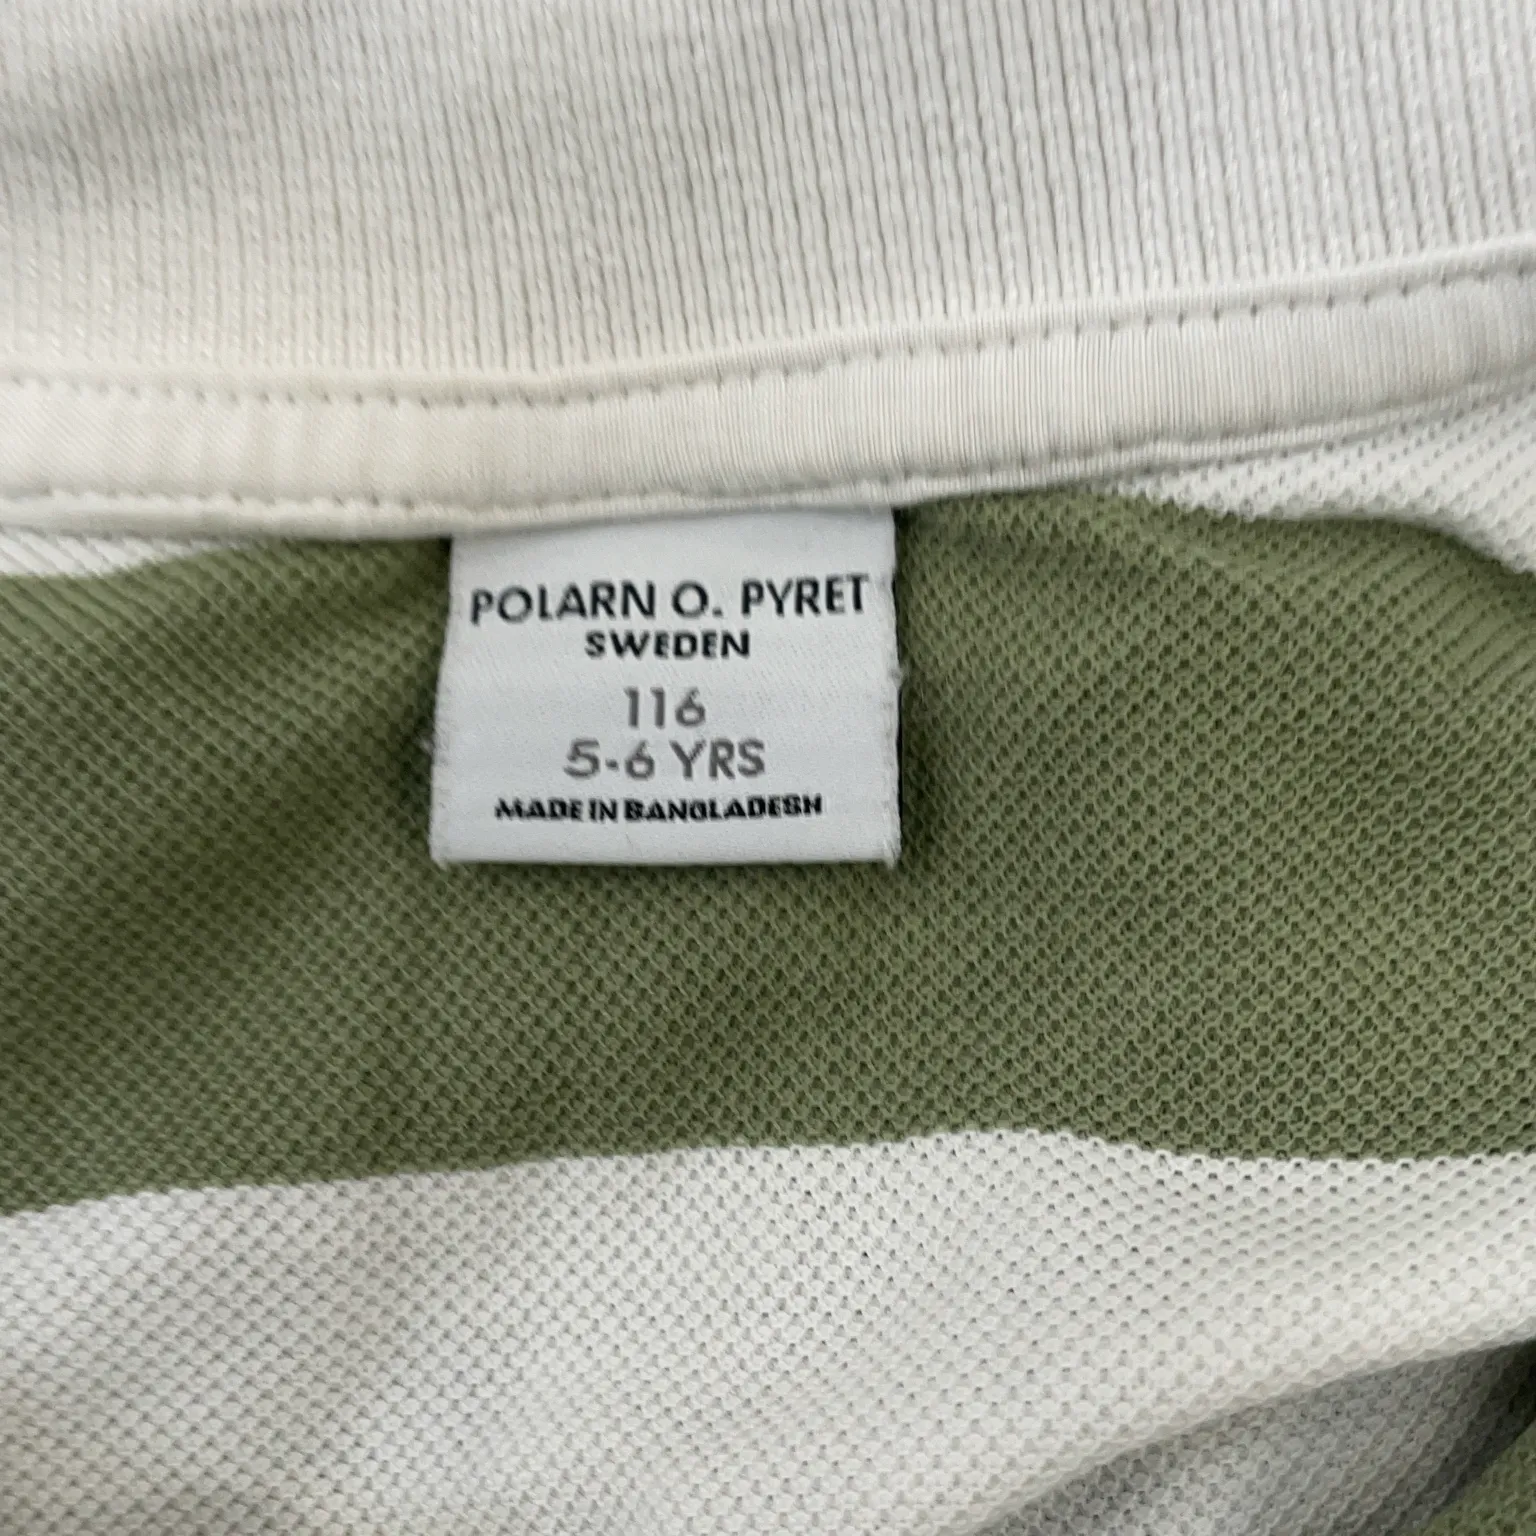 POLARN O. PYRET
SWEDEN
116
5-6 YRS
MADE IN BANGLADESH